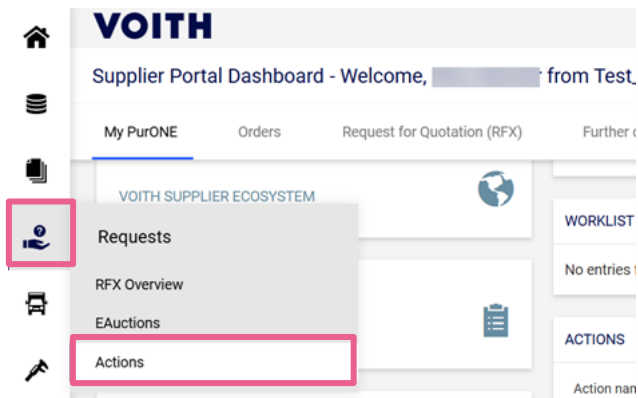 VOITH
Supplier Portal Dashboard - Welcome, from Test_
My PurONE Orders Request for Quotation (RFX) Further
VOITH SUPPLIER ECOSYSTEM
WORKLIST
Requests
No entries
RFX Overview
EAuctions
ACTIONS
Actions
Action nam